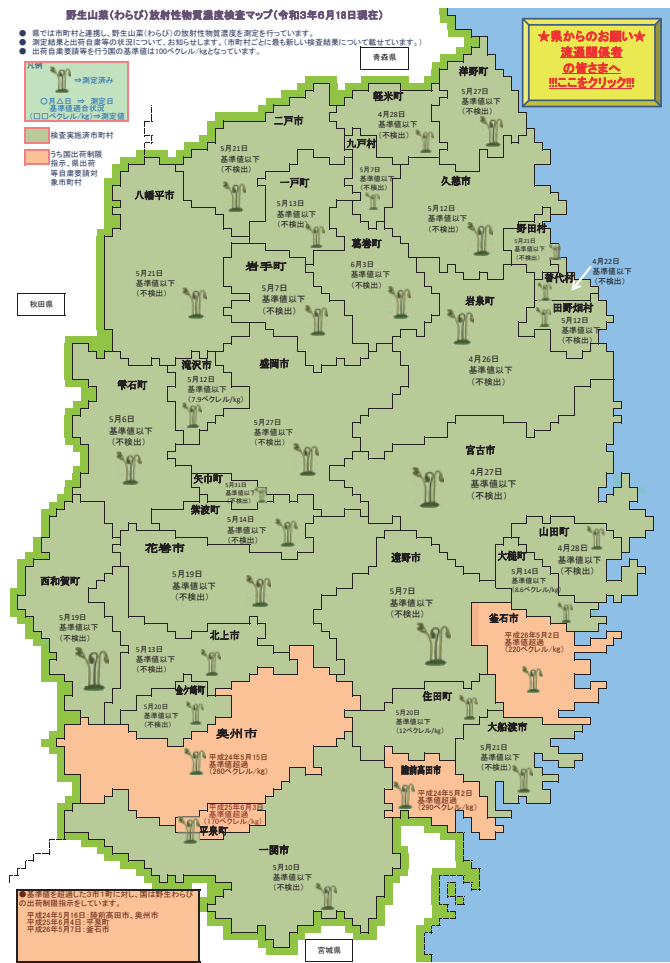 野生山菜(わらび)放射性物質濃度検査マップ(令和3年6月18日現在)
● 県では市町村と連携し、野生山菜(わらび)の放射性物質の濃度を測定を行っています。
● 測定結果と出荷自粛等の状況について、お知らせします。(市町村ごとに最も新しい検査結果について載せています。)
● 出荷自粛要請等を行う国の基準値は100ベクレル/kgとなっています。
★県からのお願い★
流通関係者
の皆さまへ
!!!ここをクリック!!!
凡例
⇒測定済み
○月△日 ⇒ 測定日
基準値適合状況
(□□ベクレル/kg)⇒測定値
検査実施済市町村
うち国出荷制限
指示、県出荷
等自粛要請対
象市町村
青森県
秋田県
宮城県
洋野町
5月27日
基準値以下
(不検出)
軽米町
4月28日
基準値以下
(不検出)
二戸市
5月21日
基準値以下
(不検出)
九戸村
5月7日
基準値以下
(不検出)
八幡平市
5月21日
基準値以下
(不検出)
一戸町
5月13日
基準値以下
(不検出)
久慈市
5月12日
基準値以下
(不検出)
野田村
5月21日
基準値以下
(不検出)
葛巻町
6月3日
基準値以下
(不検出)
岩手町
5月7日
基準値以下
(不検出)
普代村
4月22日
基準値以下
(不検出)
田野畑村
5月12日
基準値以下
(不検出)
岩泉町
4月26日
基準値以下
(不検出)
滝沢市
5月12日
基準値以下
(7.9ベクレル/kg)
盛岡市
5月27日
基準値以下
(不検出)
雫石町
5月6日
基準値以下
(不検出)
宮古市
4月27日
基準値以下
(不検出)
矢巾町
5月31日
基準値以下
(不検出)
紫波町
5月14日
基準値以下
(不検出)
山田町
4月28日
基準値以下
(不検出)
花巻市
5月19日
基準値以下
(不検出)
遠野市
5月7日
基準値以下
(不検出)
大槌町
5月14日
基準値以下
(8.6ベクレル/kg)
西和賀町
5月19日
基準値以下
(不検出)
釜石市
平成26年5月2日
基準値超過
(220ベクレル/kg)
北上市
5月13日
基準値以下
(不検出)
金ケ崎町
5月20日
基準値以下
(不検出)
住田町
5月20日
基準値以下
(12ベクレル/kg)
大船渡市
5月21日
基準値以下
(不検出)
奥州市
平成24年5月15日
基準値超過
(260ベクレル/kg)
陸前高田市
平成24年5月2日
基準値超過
(290ベクレル/kg)
平成25年6月3日
基準値超過
(170ベクレル/kg)
平泉町
一関市
5月10日
基準値以下
(不検出)
●基準値を超過した3市1町に対し、国は野生わらび
の出荷制限指示をしています。
平成24年5月16日:陸前高田市、奥州市
平成25年6月4日:平泉町
平成26年5月7日:釜石市